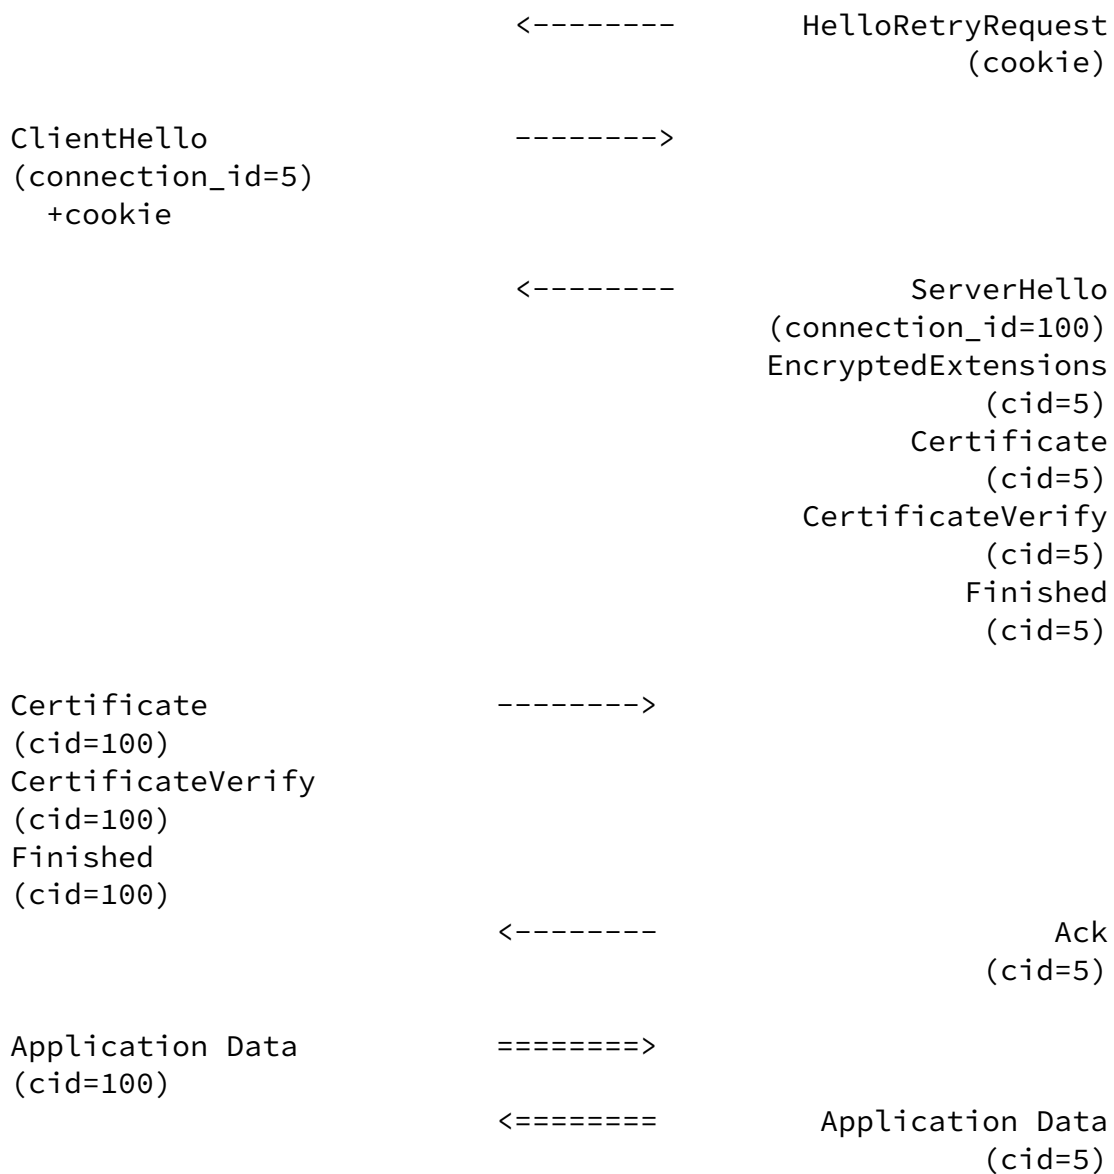 <-------- HelloRetryRequest
(cookie)
ClientHello -------->
(connection_id=5)
+cookie
<-------- ServerHello
(connection_id=100)
EncryptedExtensions
(cid=5)
Certificate
(cid=5)
CertificateVerify
(cid=5)
Finished
(cid=5)
Certificate -------->
(cid=100)
CertificateVerify
(cid=100)
Finished
(cid=100)
<-------- Ack
(cid=5)
Application Data ========>
(cid=100)
<======== Application Data
(cid=5)